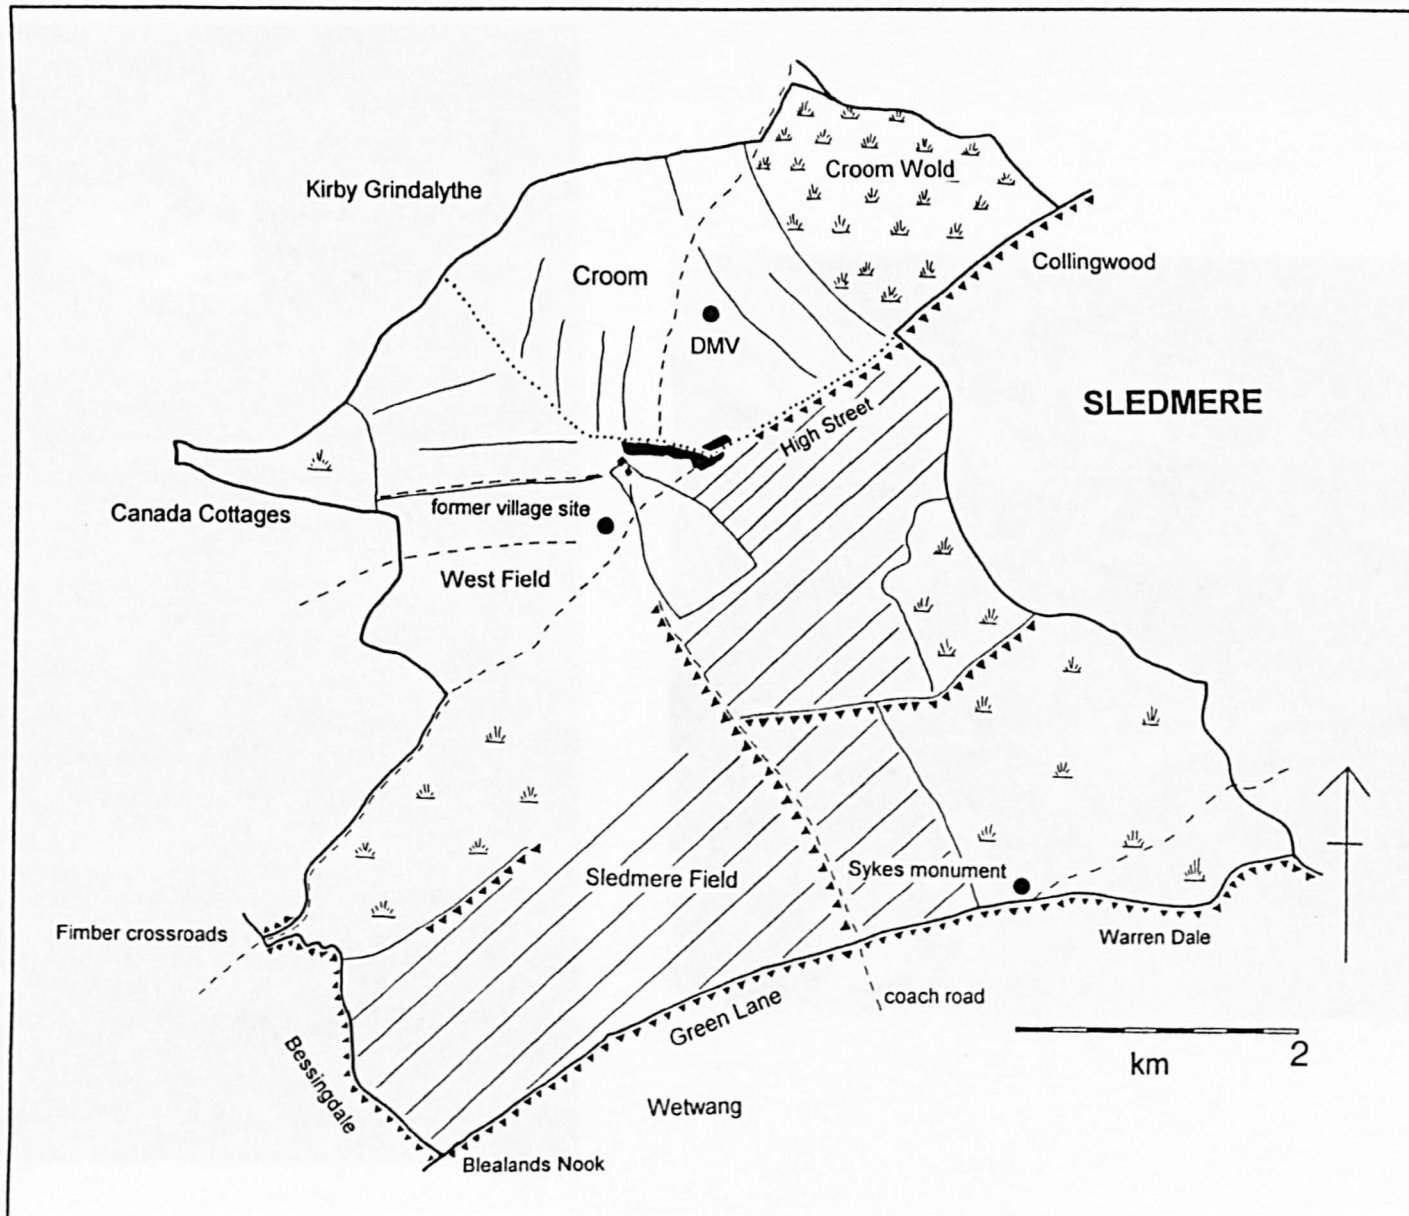 Kirby Grindalythe
Croom Wold
Croom
Collingwood
DMV
SLEDMERE
High Street
Canada Cottages
former village site
West Field
Sledmere Field
Sykes monument
Fimber crossroads
Warren Dale
coach road
Green Lane
Bessingdale
km
2
Wetwang
Blealands Nook